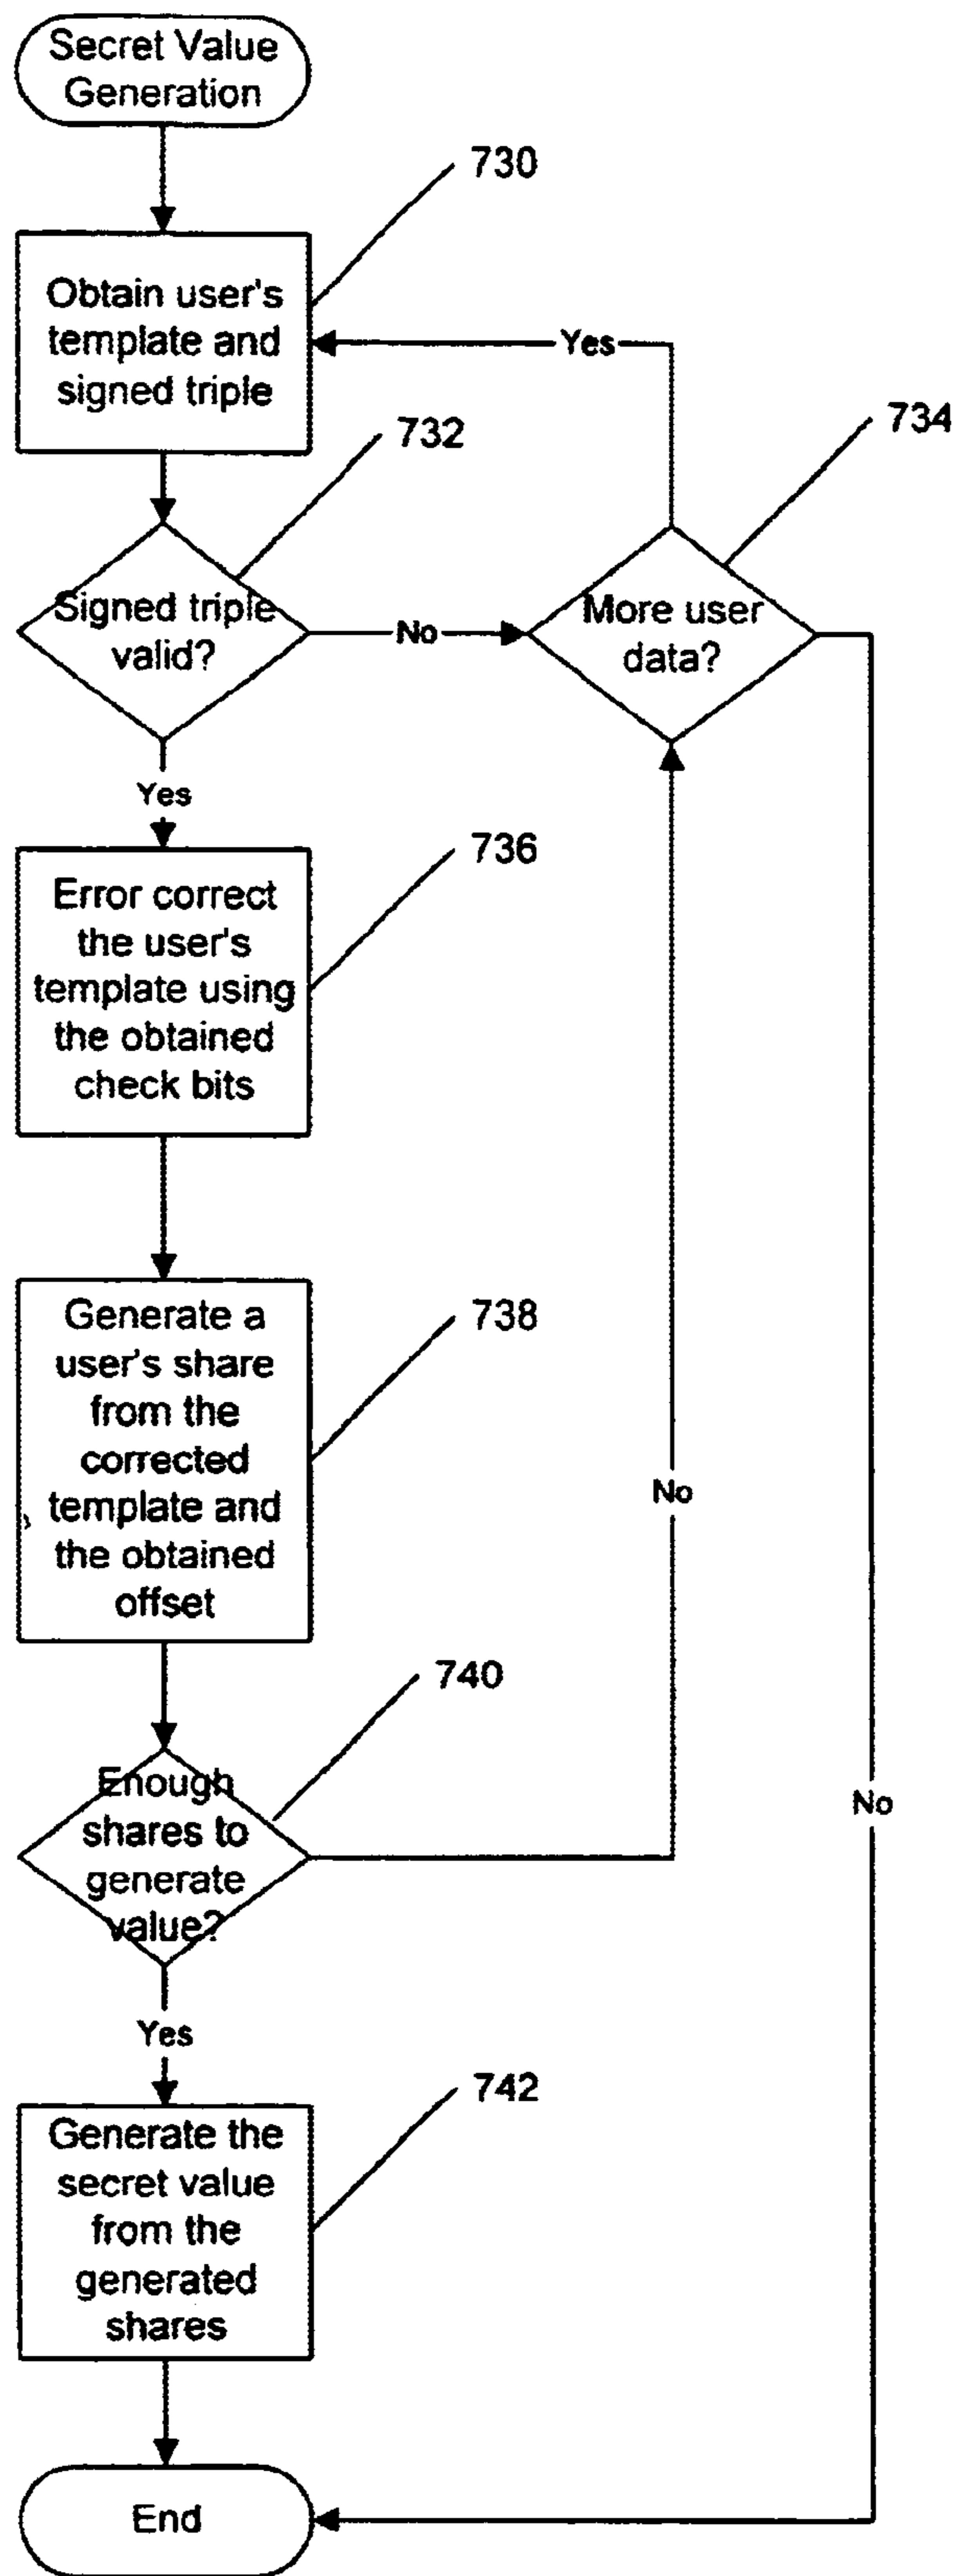 Secret Value
Generation
730
Obtain user's
template and
signed triple
Yes
732
734
Signed triple
valid?
No
More user
data?
Yes
736
Error correct
the user's
template using
the obtained
check bits
738
Generate a
user's share
from the
corrected
template and
the obtained
offset
No
740
Enough
shares to
generate
value?
No
Yes
742
Generate the
secret value
from the
generated
shares
End